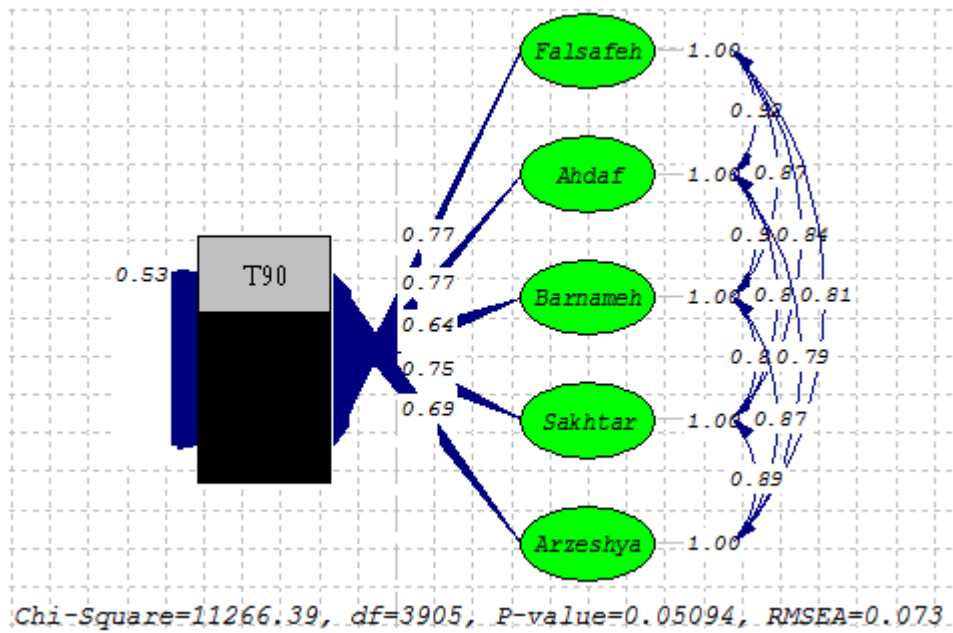 Falsafeh 1.00
0.92
Ahdaf 1.00 0.87
0.77 0.84
0.53 T90 0.77
Barnameh 1.00 0.81
0.64
0.75 0.79
0.69 Sakhtar 1.00 0.87
0.89
Arzeshya 1.00
Chi-Square=11266.39, df=3905, P-value=0.05094, RMSEA=0.073